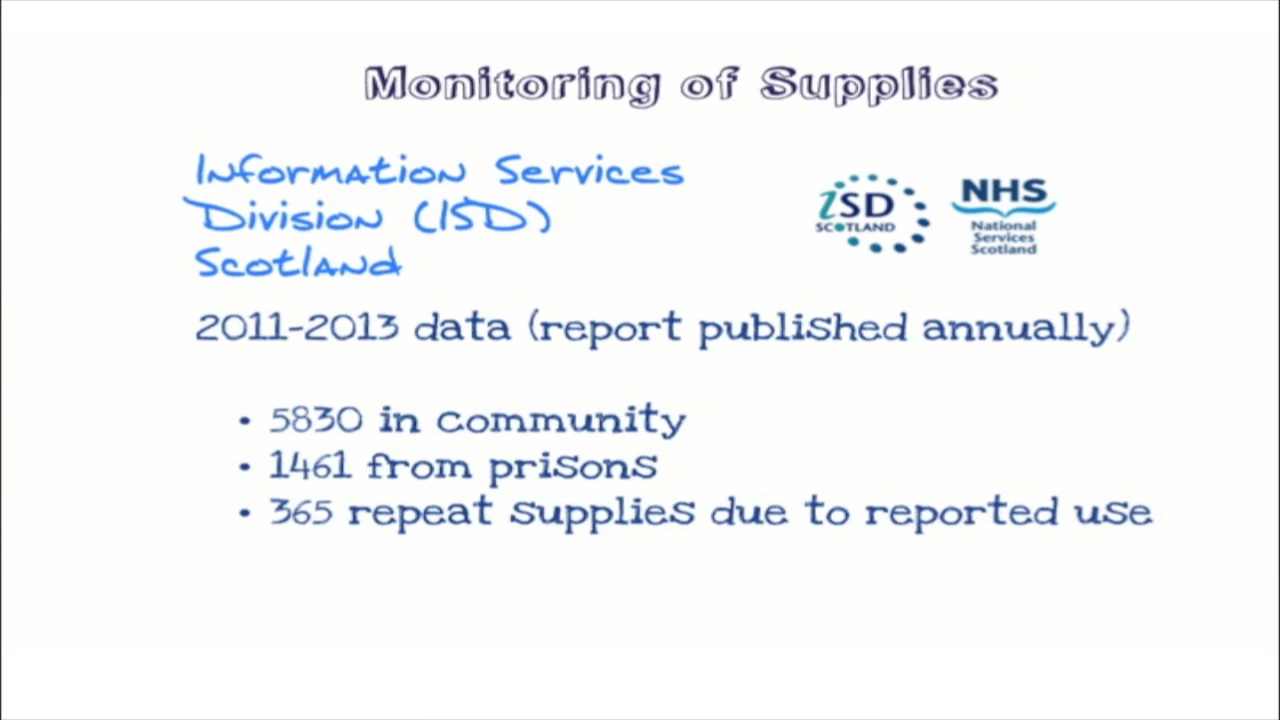 Monitoring of Supplies
Information Services
Division (ISD)
Scotland
iSD
SCOTLAND
NHS
National
Services
Scotland
2011-2013 data (report published annually)
• 5830 in community
• 1461 from prisons
• 365 repeat supplies due to reported use